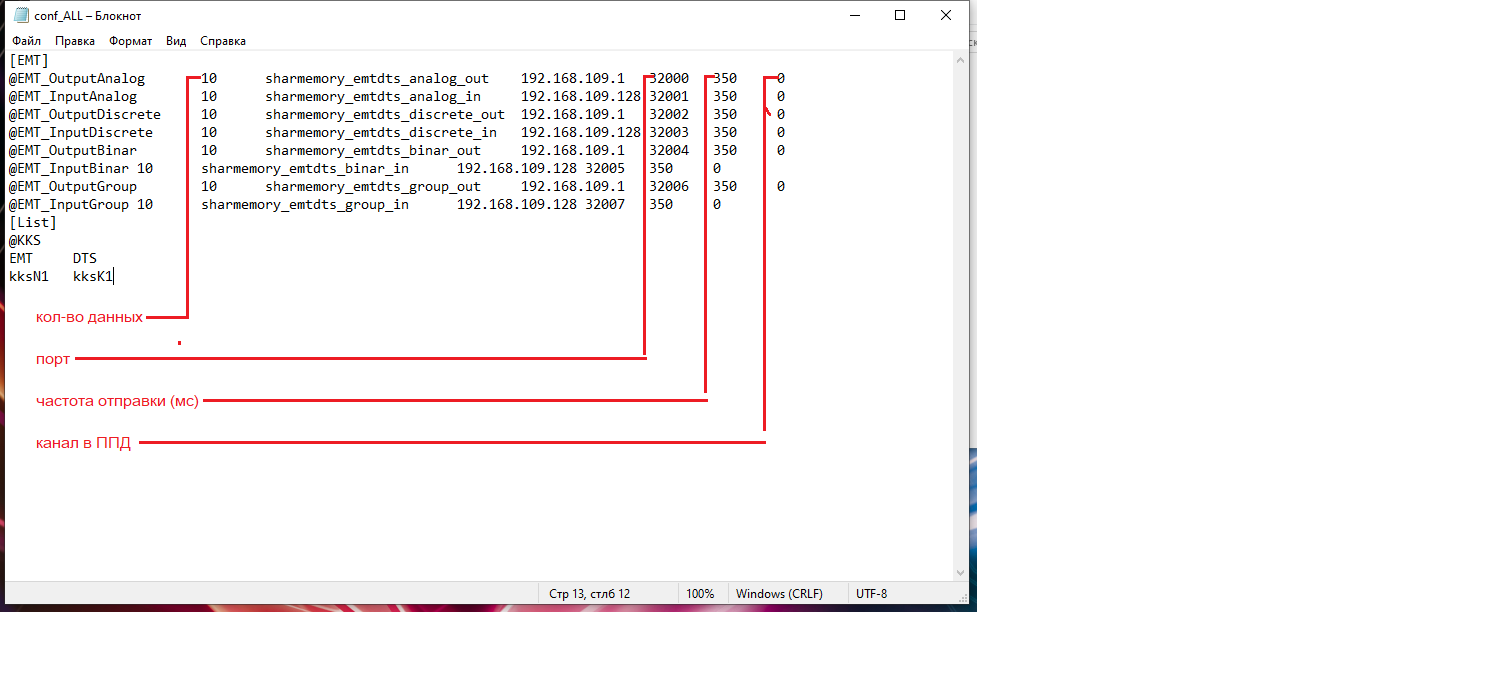 conf_ALL – Блокнот
Файл Правка Формат Вид Справка
[EMT]
@EMT_OutputAnalog 10 sharmemory_emtdts_analog_out 192.168.109.1 32000 350 0
@EMT_InputAnalog 10 sharmemory_emtdts_analog_in 192.168.109.128 32001 350 0
@EMT_OutputDiscrete 10 sharmemory_emtdts_discrete_out 192.168.109.1 32002 350 0
@EMT_InputDiscrete 10 sharmemory_emtdts_discrete_in 192.168.109.128 32003 350 0
@EMT_OutputBinar 10 sharmemory_emtdts_binar_out 192.168.109.1 32004 350 0
@EMT_InputBinar 10 sharmemory_emtdts_binar_in 192.168.109.128 32005 350 0
@EMT_OutputGroup 10 sharmemory_emtdts_group_out 192.168.109.1 32006 350 0
@EMT_InputGroup 10 sharmemory_emtdts_group_in 192.168.109.128 32007 350 0
[List]
@KKS
EMT DTS
kksN1 kksK1
кол-во данных
порт
частота отправки (мс)
канал в ППД
Стр 13, стлб 12 100% Windows (CRLF) UTF-8